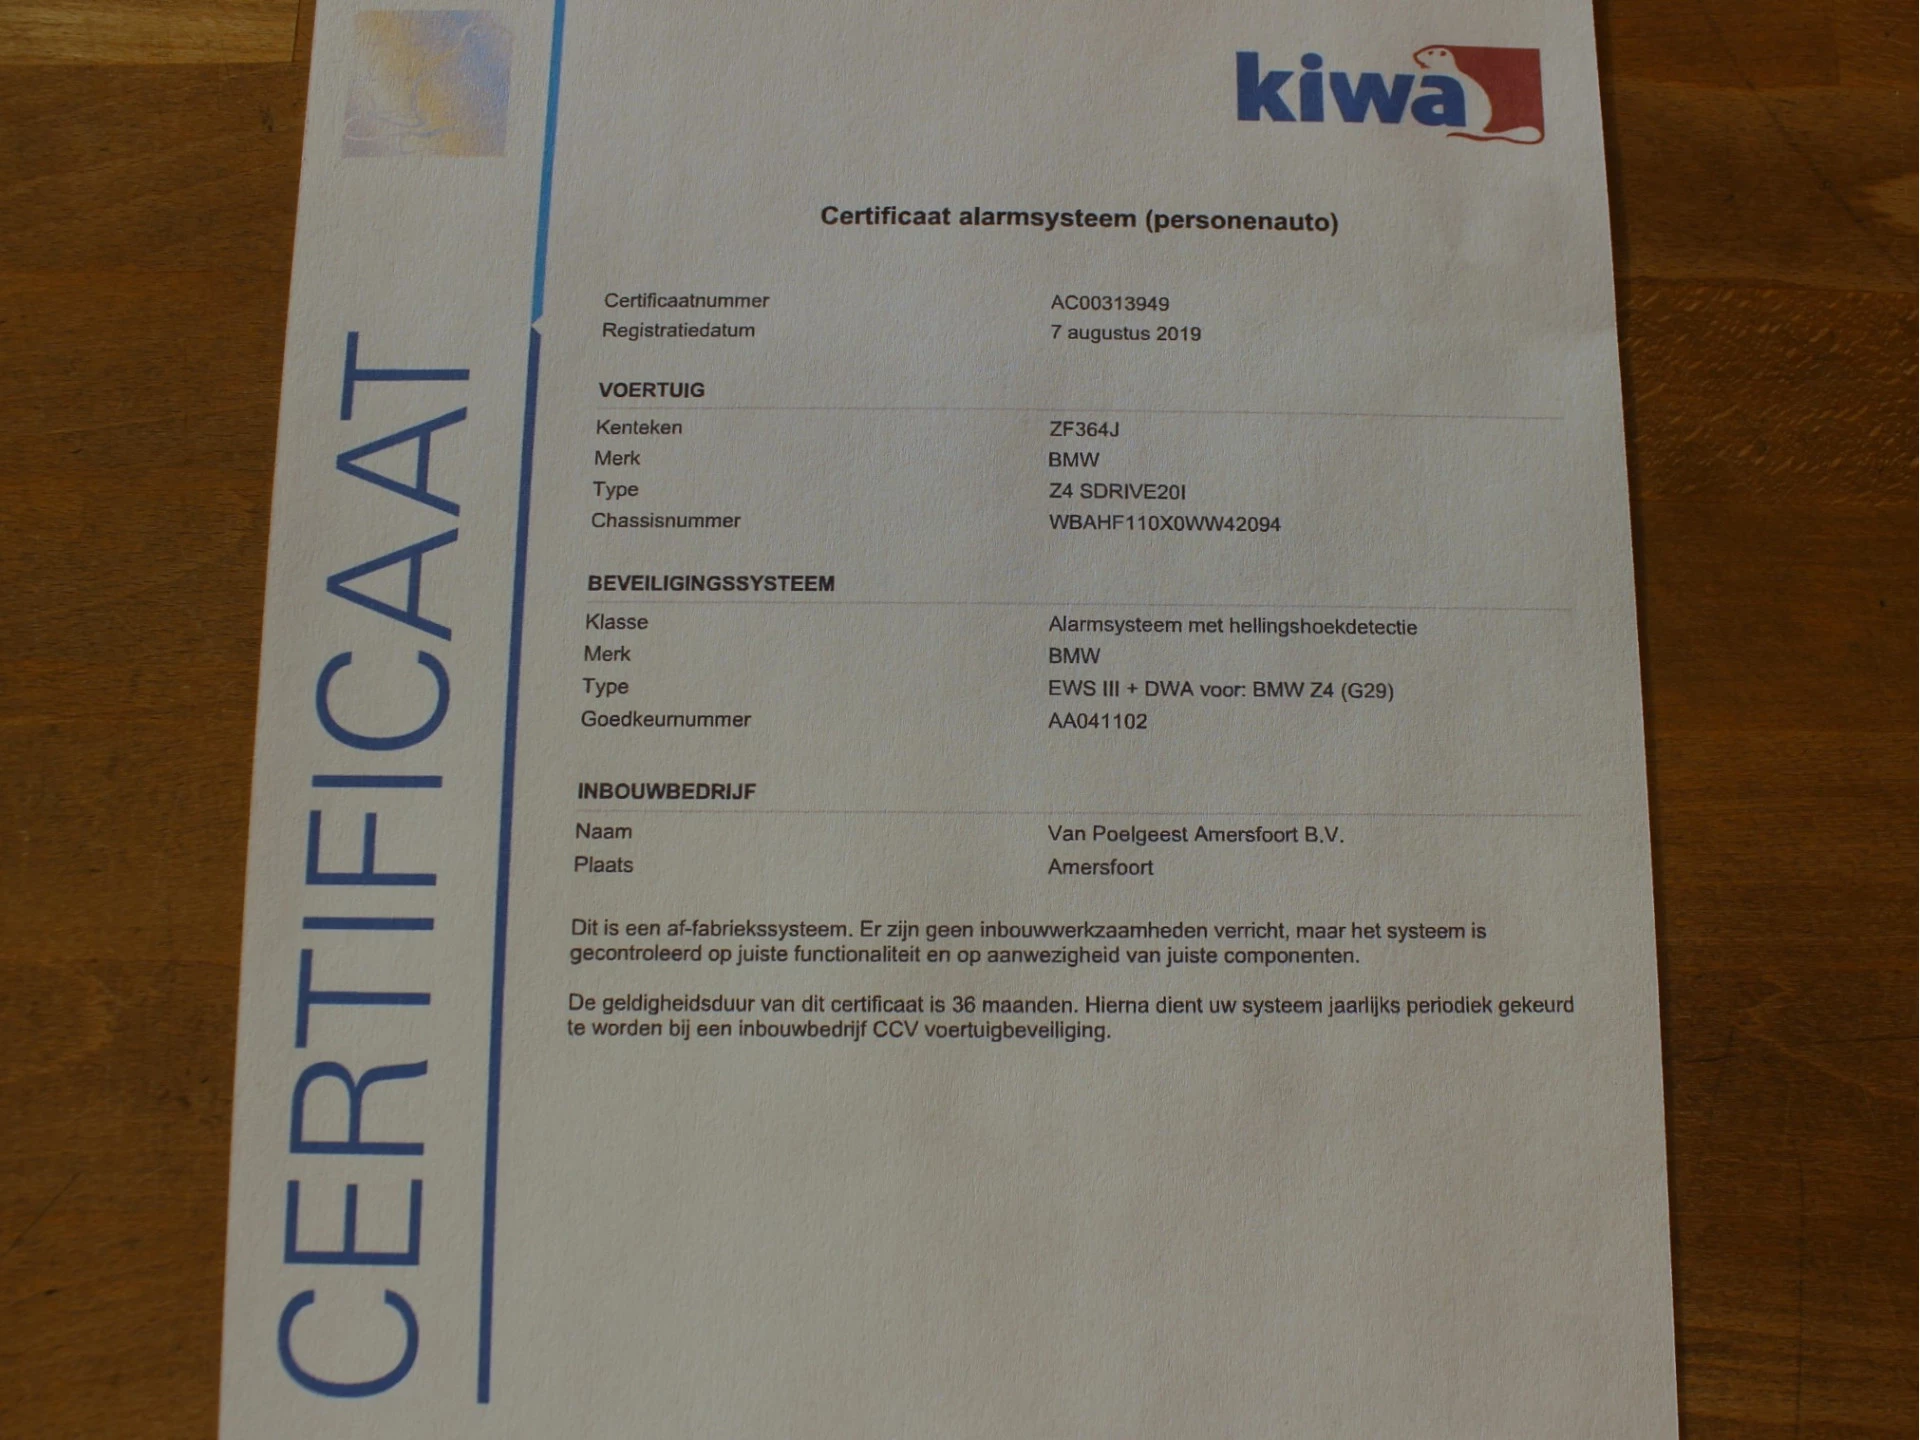 kiwa
CERTIFICAAT
Certificaat alarmsysteem (personenauto)
Certificaatnummer AC00313949
Registratiedatum 7 augustus 2019
VOERTUIG
Kenteken ZF364J
Merk BMW
Type Z4 SDRIVE20I
Chassisnummer WBAHF110X0WW42094
BEVEILIGINGSSYSTEEM
Klasse Alarmsysteem met hellingshoekdetectie
Merk BMW
Type EWS III + DWA voor: BMW Z4 (G29)
Goedkeurnummer AA041102
INBOUWBEDRIJF
Naam Van Poelgeest Amersfoort B.V.
Plaats Amersfoort
Dit is een af-fabriekssysteem. Er zijn geen inbouwwerkzaamheden verricht, maar het systeem is
gecontroleerd op juiste functionaliteit en op aanwezigheid van juiste componenten.
De geldigheidsduur van dit certificaat is 36 maanden. Hierna dient uw systeem jaarlijks periodiek gekeurd
te worden bij een inbouwbedrijf CCV voertuigbeveiliging.